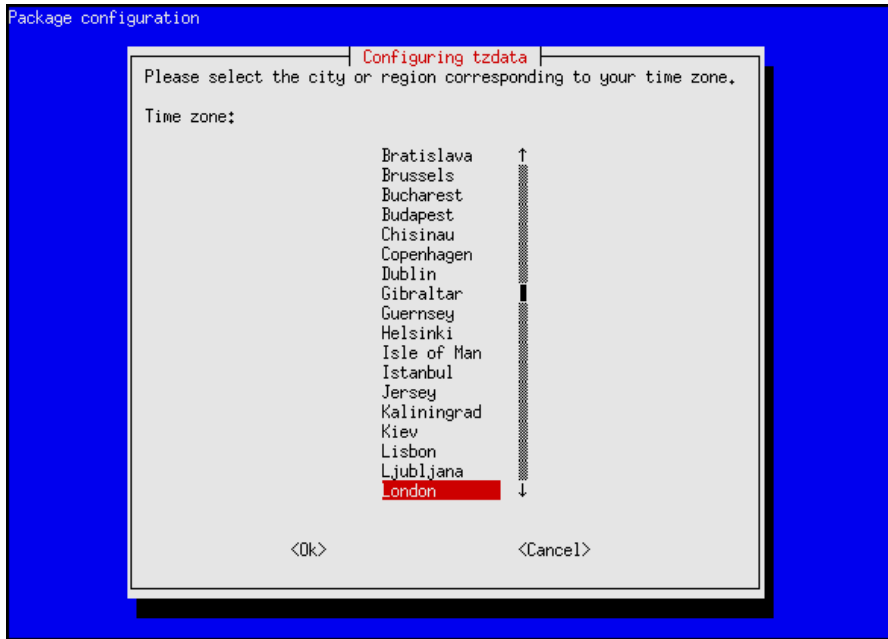 Package configuration
Configuring tzdata
Please select the city or region corresponding to your time zone.
Time zone:
Bratislava
Brussels
Bucharest
Budapest
Chisinau
Copenhagen
Dublin
Gibraltar
Guernsey
Helsinki
Isle of Man
Istanbul
Jersey
Kaliningrad
Kiev
Lisbon
Ljubljana
London
<Ok> <Cancel>